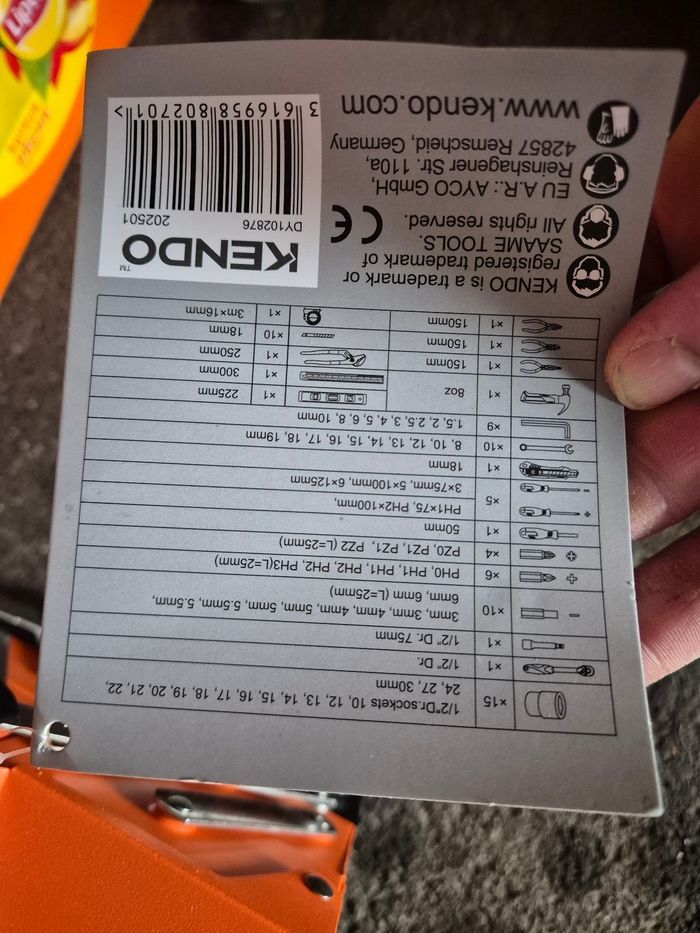 ×15 1/2"Dr.sockets 10, 12, 13, 14, 15, 16, 17, 18, 19, 20, 21, 22,
24, 27, 30mm
×1 1/2" Dr.
×1 1/2" Dr. 75mm
×10 3mm, 3mm, 4mm, 4mm, 5mm, 5mm, 5.5mm, 5.5mm,
6mm, 6mm (L=25mm)
×6 PH0, PH1, PH1, PH2, PH2, PH3(L=25mm)
×4 PZ0, PZ1, PZ1, PZ2 (L=25mm)
×1 50mm
×5 PH1×75, PH2×100mm,
3×75mm, 5×100mm, 6×125mm
×1 18mm
×10 8, 10, 12, 13, 14, 15, 16, 17, 18, 19mm
×9 1.5, 2, 2.5, 3, 4, 5, 6, 8, 10mm
×1 8oz ×1 225mm
×1 300mm
×1 150mm ×1 250mm
×1 150mm ×10 18mm
×1 150mm ×1 3m×16mm
KENDO is a trademark or
registered trademark of
SAAME TOOLS.
All rights reserved.
EU A.R.: AYCO GmbH,
Reinshagener Str. 110a,
42857 Remscheid, Germany
www.kendo.com
CE
KENDO™
DY102876 202501
3 616958 802701 >